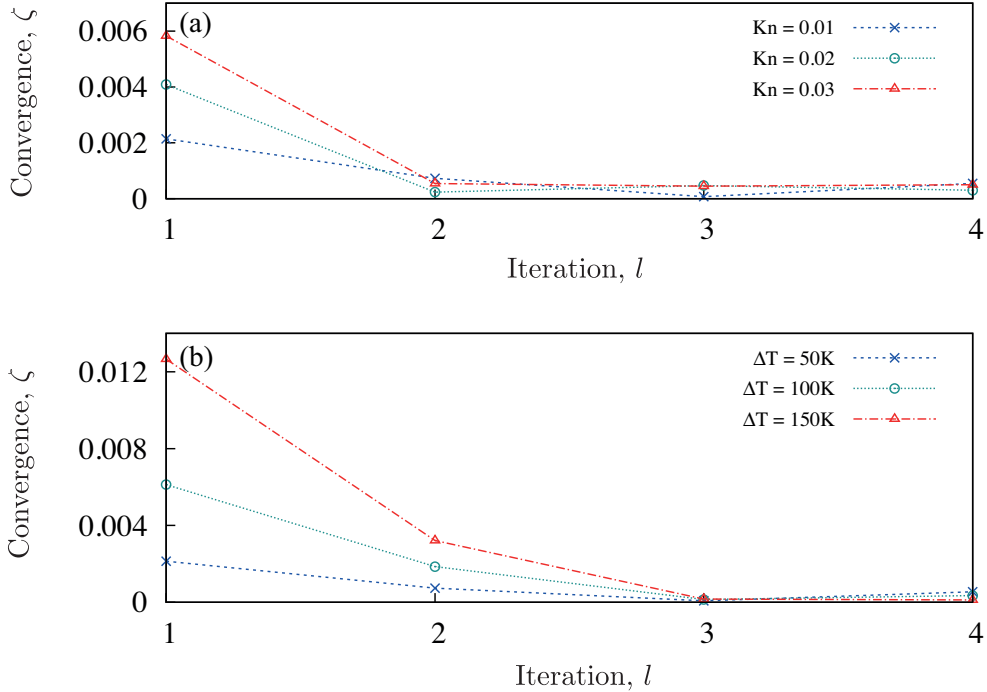 (a)
Convergence, ζ
0.006
0.004
0.002
0
Kn = 0.01
Kn = 0.02
Kn = 0.03
1 2 3 4
Iteration, l
(b)
Convergence, ζ
0.012
0.008
0.004
0
ΔT = 50K
ΔT = 100K
ΔT = 150K
1 2 3 4
Iteration, l